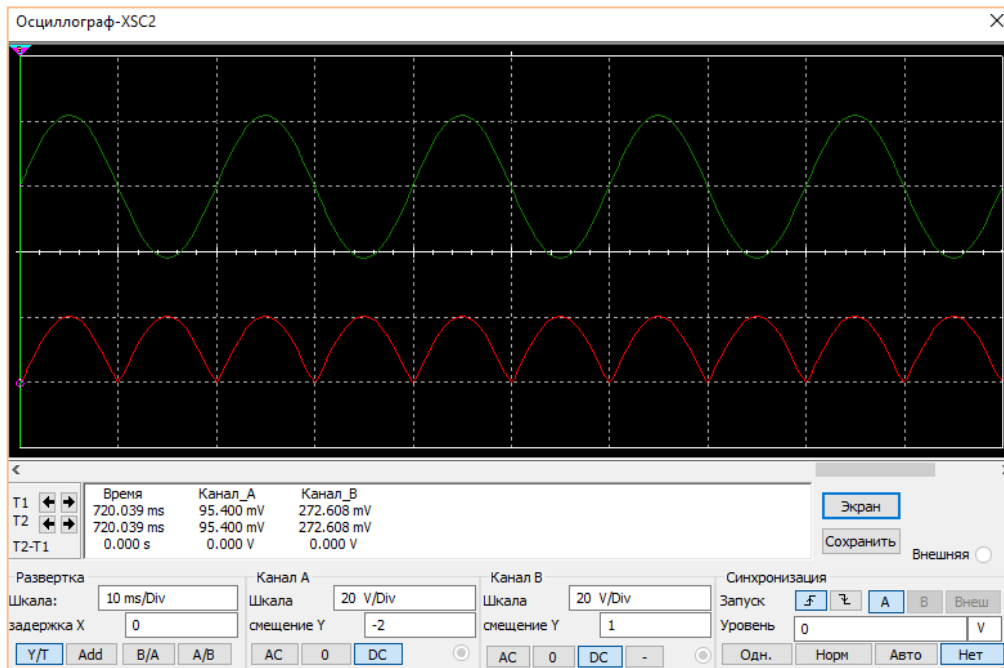 Осциллограф-XSC2
Время Канал_A Канал_B
T1 720.039 ms 95.400 mV 272.608 mV
T2 720.039 ms 95.400 mV 272.608 mV
T2-T1 0.000 s 0.000 V 0.000 V
Экран
Сохранить
Внешняя
Развертка
Шкала: 10 ms/Div
задержка X 0
Y/T Add B/A A/B
Канал A
Шкала 20 V/Div
смещение Y -2
AC 0 DC
Канал B
Шкала 20 V/Div
смещение Y 1
AC 0 DC -
Синхронизация
Запуск A B Внеш
Уровень 0 V
Одн. Норм Авто Нет